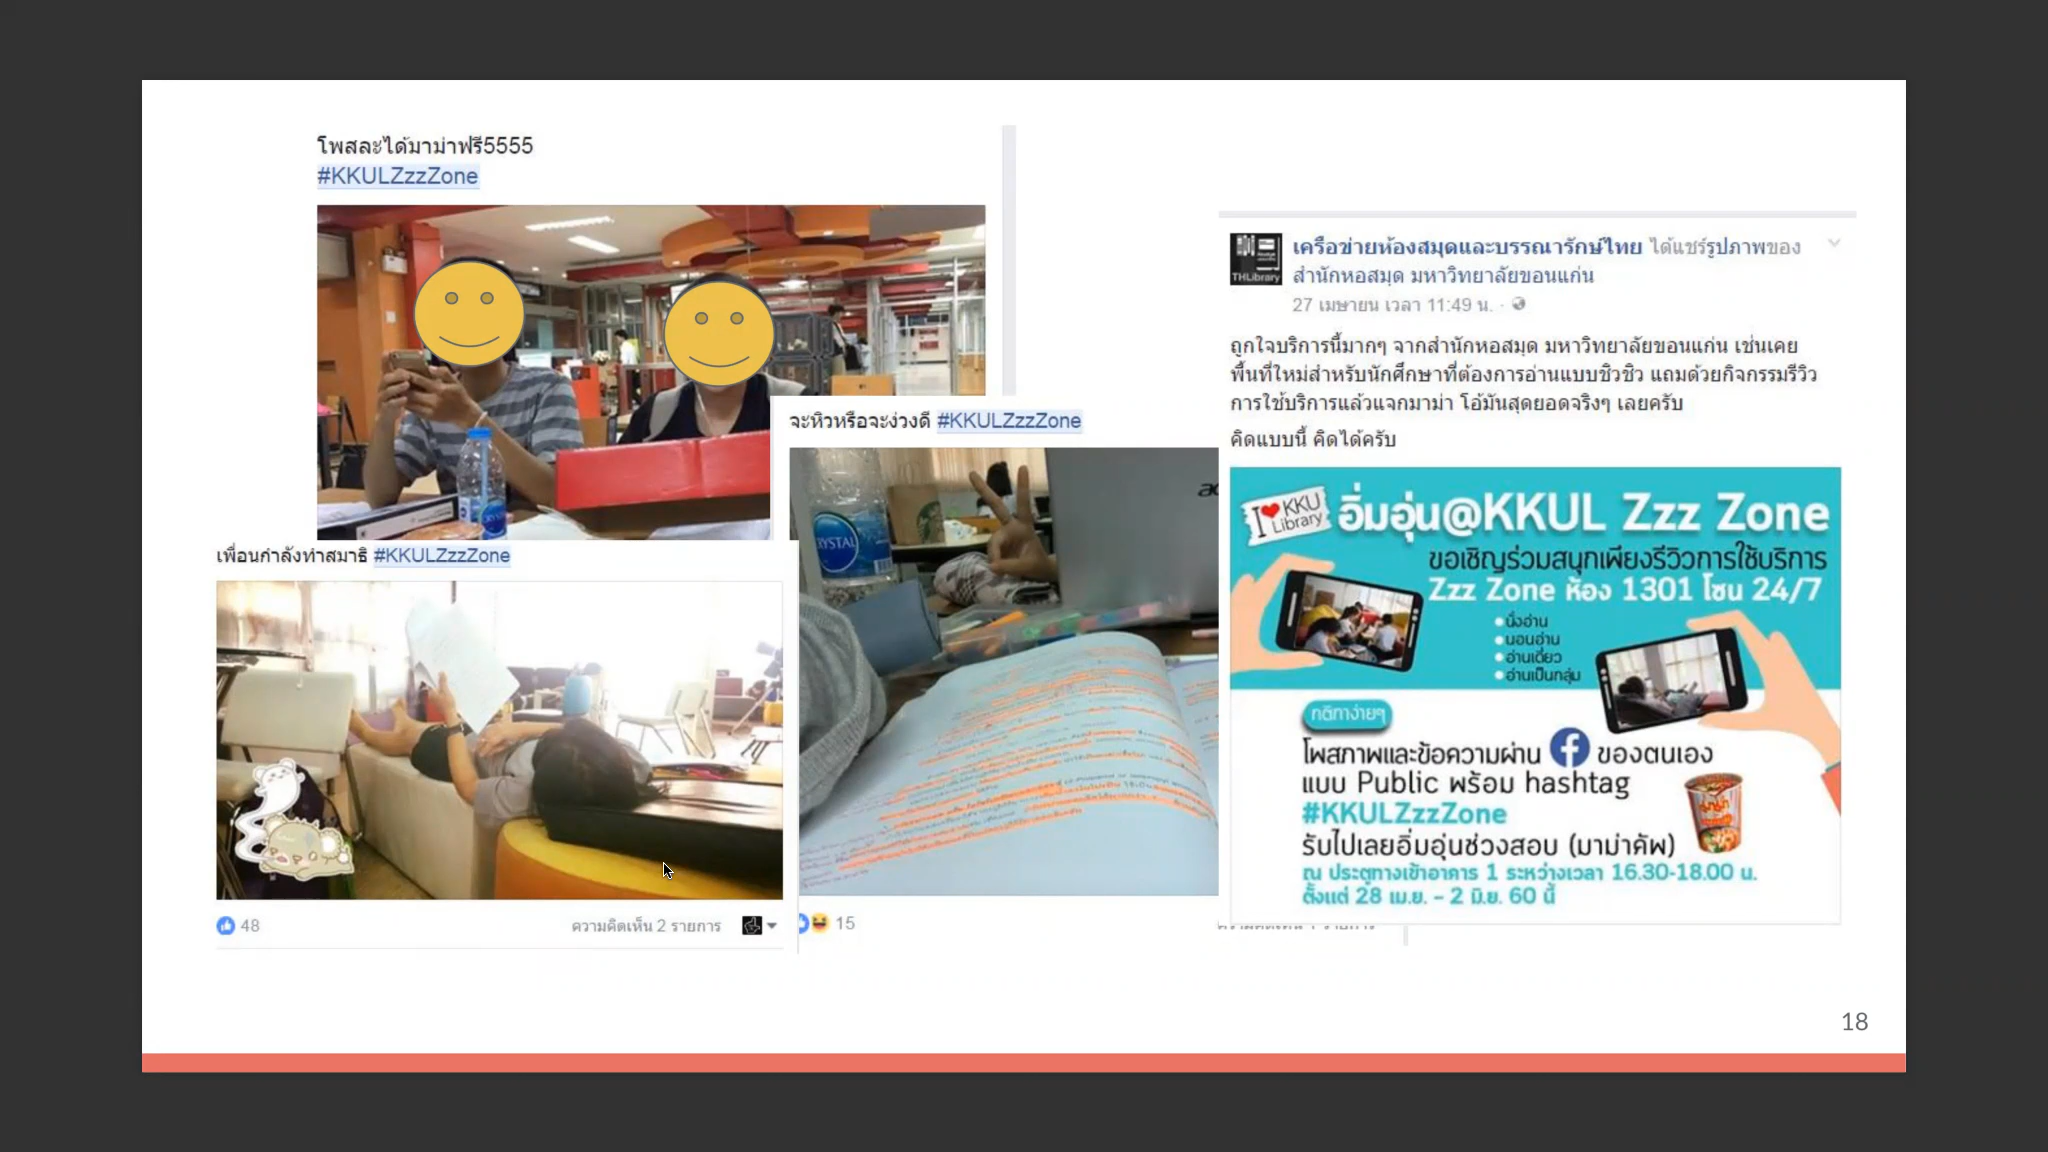 โพสละได้มาม่าฟรี5555
#KKULZzzZone
จะหิวหรือจะง่วงดี #KKULZzzZone
CRYSTAL
เพื่อนกำลังทำสมาธิ #KKULZzzZone
48
ความคิดเห็น 2 รายการ
15
THLibrary
เครือข่ายห้องสมุดและบรรณารักษ์ไทย ได้แชร์รูปภาพของ
สำนักหอสมุด มหาวิทยาลัยขอนแก่น
27 เมษายน เวลา 11:49 น.
ถูกใจบริการนี้มากๆ จากสำนักหอสมุด มหาวิทยาลัยขอนแก่น เช่นเคย
พื้นที่ใหม่สำหรับนักศึกษาที่ต้องการอ่านแบบชิวชิว แถมด้วยกิจกรรมรีวิว
การใช้บริการแล้วแจกมาม่า โอ้มันสุดยอดจริงๆ เลยครับ
คิดแบบนี้ คิดได้ครับ
I ♥ KKU
Library
อิ่มอุ่น@KKUL Zzz Zone
ขอเชิญร่วมสนุกเพียงรีวิวการใช้บริการ
Zzz Zone ห้อง 1301 โซน 24/7
•นั่งอ่าน
•นอนอ่าน
•อ่านเดี่ยว
•อ่านเป็นกลุ่ม
กติกาง่ายๆ
โพสภาพและข้อความผ่าน f ของตนเอง
แบบ Public พร้อม hashtag
#KKULZzzZone
รับไปเลยอิ่มอุ่นช่วงสอบ (มาม่าคัพ)
ณ ประตูทางเข้าอาคาร 1 ระหว่างเวลา 16.30-18.00 น.
ตั้งแต่ 28 เม.ย. - 2 มิ.ย. 60 นี้
18